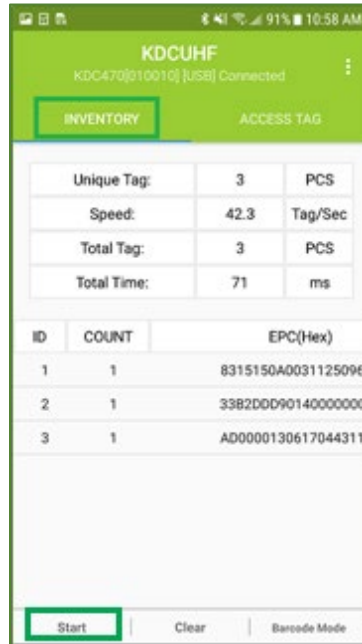 91% 10:58 AM
KDCUHF
KDC470[010010] [USB] Connected
INVENTORY ACCESS TAG
Unique Tag: 3 PCS
Speed: 42.3 Tag/Sec
Total Tag: 3 PCS
Total Time: 71 ms
ID COUNT EPC(Hex)
1 1 8315150A0031125096
2 1 33B2DDD90140000000
3 1 AD0000130617044311
Start Clear Barcode Mode